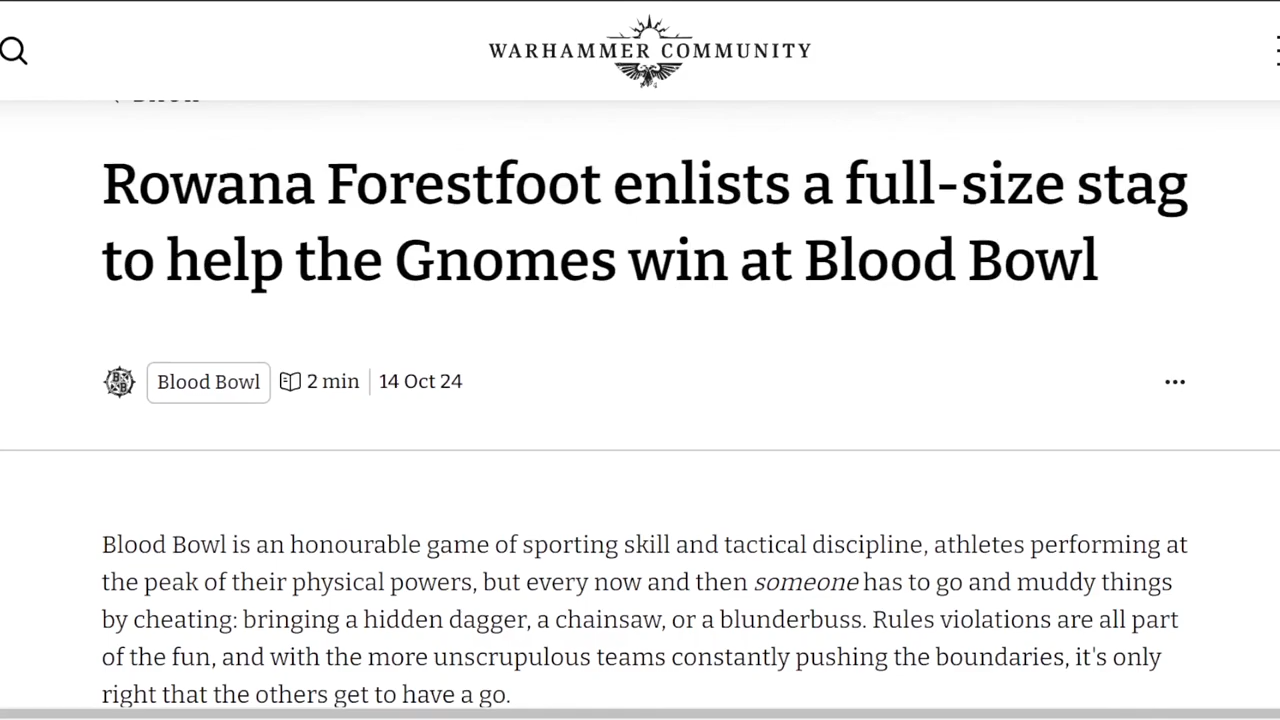 WARHAMMER COMMUNITY
Rowana Forestfoot enlists a full-size stag
to help the Gnomes win at Blood Bowl
Blood Bowl 2 min 14 Oct 24
Blood Bowl is an honourable game of sporting skill and tactical discipline, athletes performing at
the peak of their physical powers, but every now and then someone has to go and muddy things
by cheating: bringing a hidden dagger, a chainsaw, or a blunderbuss. Rules violations are all part
of the fun, and with the more unscrupulous teams constantly pushing the boundaries, it's only
right that the others get to have a go.